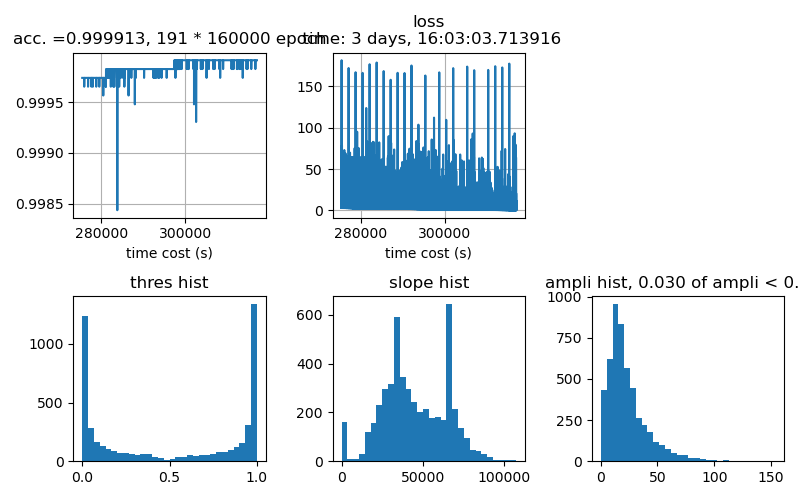 loss
acc. =0.999913, 191 * 160000 epoch
time: 3 days, 16:03:03.713916
0.9995
0.9990
0.9985
280000 300000
time cost (s)
150
100
50
0
280000 300000
time cost (s)
thres hist
1000
500
0
0.0 0.5 1.0
slope hist
600
400
200
0
0 50000 100000
ampli hist, 0.030 of ampli < 0.
1000
750
500
250
0
0 50 100 150